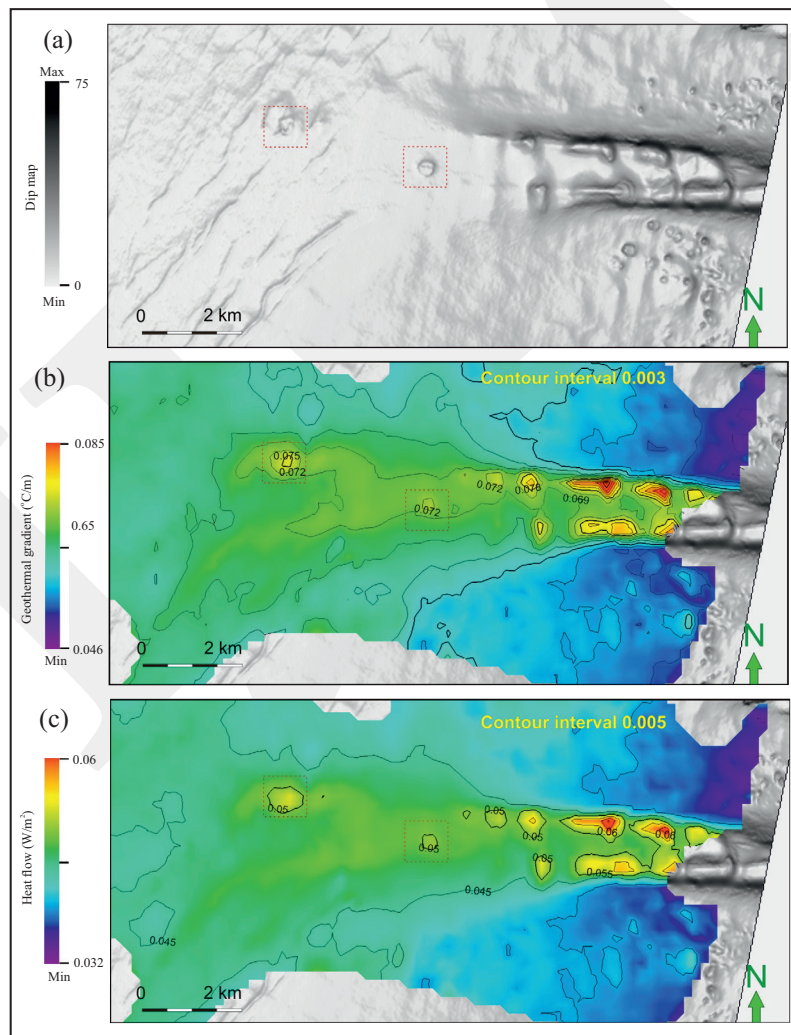 (a)
Max
75
Dip map
0
Min
0 2 km
N
(b)
Contour interval 0.003
Geothermal gradient (°C/m)
0.085
0.65
0.046
Min
0.075
0.072
0.072
0.078
0.069
0.072
0 2 km
N
(c)
Contour interval 0.005
Heat flow (W/m²)
0.06
0.032
Min
0.05
0.05
0.05
0.06
0.06
0.05
0.05
0.055
0.045
0.045
0 2 km
N